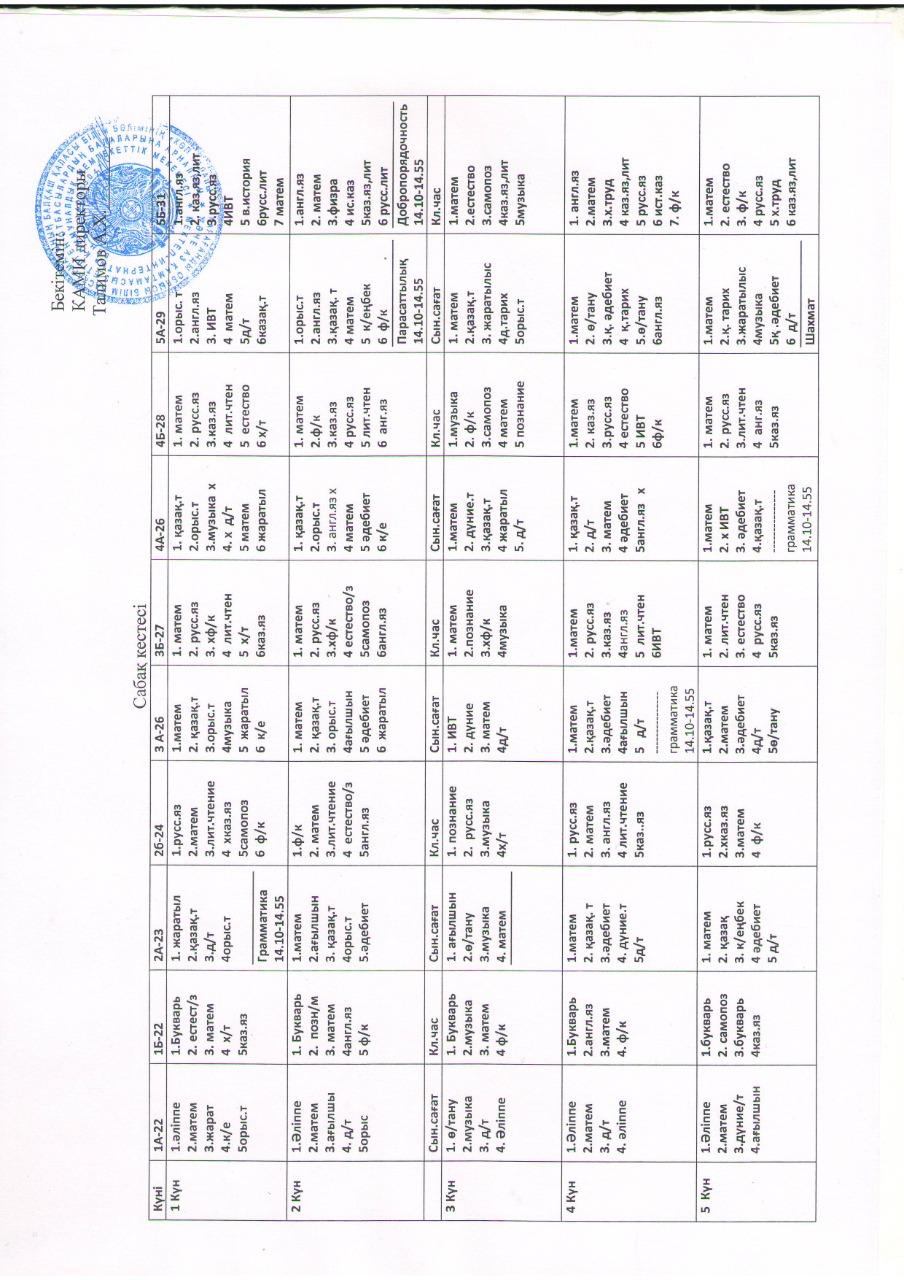 Бекітемін:
КАМИ директоры
Талимов А.Х.
Сабақ кестесі
Күні
1А-22
1Б-22
2А-23
2б-24
3 А-26
3Б-27
4А-26
4Б-28
5А-29
5Б-31
1 Күн
1.әліппе
2.матем
3.жарат
4.к/е
5орыс.т
1.Букварь
2. естест/з
3. матем
4 х/т
5каз.яз
1. жаратыл
2.қазақ.т
3.д/т
4орыс.т
Грамматика
14.10-14.55
1.русс.яз
2.матем
3.лит.чтение
4 хказ.яз
5самопоз
6 ф/к
1.матем
2. қазақ.т
3.орыс.т
4музыка
5 жаратыл
6 қ/е
1. матем
2. русс.яз
3. хф/к
4 лит.чтен
5 х/т
6каз.яз
1. қазақ.т
2.орыс.т
3.музыка х
4. х д/т
5 матем
6 жаратыл
1. матем
2. русс.яз
3.каз.яз
4 лит.чтен
5 естество
6 х/т
1.орыс. т
2.англ.яз
3. ИВТ
4 матем
5д/т
6казақ.т
1.англ.яз
2. каз,яз,лит
3.русс.яз
4ИВТ
5 в.история
6русс.лит
7 матем
2 Күн
1.Әліппе
2.матем
3.ағылшы
4. д/т
5орыс
1. Букварь
2. позн/м
3. матем
4англ.яз
5 ф/к
1.матем
2.ағылшын
3. қазақ.т
4орыс.т
5.әдебиет
1.ф/к
2. матем
3.лит.чтение
4 естество/з
5англ.яз
1. матем
2. қазақ.т
3. орыс.т
4ағылшын
5 әдебиет
6 жаратыл
1. матем
2. русс.яз
3.хф/к
4 естество/з
5самопоз
6англ.яз
1. қазақ.т
2.орыс.т
3. англ.яз х
4 матем
5 әдебиет
6 к/е
1. матем
2.ф/к
3.каз.яз
4 русс.яз
5 лит.чтен
6 анг.яз
1.орыс.т
2.англ.яз
3.қазақ. т
4 матем
5 қ/еңбек
6 ф/к
Парасаттылық
14.10-14.55
1.англ.яз
2. матем
3.физра
4 ис.каз
5каз.яз,лит
6 русс.лит
Добропорядочность
14.10-14.55
Сын.сағат
Кл.час
Сын.сағат
Кл.час
Сын.сағат
Кл.час
Сын.сағат
Кл.час
Сын.сағат
Кл.час
3 Күн
1. ө/тану
2.музыка
3. д/т
4. Әліппе
1. Букварь
2.музыка
3. матем
4 ф/к
1. ағылшын
2.ө/тану
3.музыка
4. матем
1. познание
2. русс.яз
3.музыка
4х/т
1. ИВТ
2. дүние
3. матем
4д/т
1. матем
2.познание
3.хф/к
4музыка
1.матем
2. дүние.т
3.қазақ.т
4 жаратыл
5. д/т
1.музыка
2. ф/к
3.самопоз
4 матем
5 познание
1. матем
2.қазақ.т
3. жаратылыс
4д.тарих
5орыс.т
1.матем
2.естество
3.самопоз
4каз.яз,лит
5музыка
4 Күн
1.Әліппе
2.матем
3. д/т
4. әліппе
1.Букварь
2.англ.яз
3.матем
4. ф/к
1.матем
2. қазақ. т
3.әдебиет
4. дүние.т
5д/т
1. русс.яз
2. матем
3. англ.яз
4 лит.чтение
5каз..яз
1.матем
2.қазақ.т
3.әдебиет
4ағылшын
5 д/т
-------------------
грамматика
14.10-14.55
1.матем
2. русс.яз
3.каз.яз
4англ.яз
5 лит.чтен
6ИВТ
1. қазақ.т
2. д/т
3. матем
4 әдебиет
5англ.яз х
1.матем
2. каз.яз
3.русс.яз
4 естество
5 ИВТ
6ф/к
1.матем
2. ө/тану
3.қ. әдебиет
4 қ.тарих
5.ө/тану
6англ.яз
1. англ.яз
2.матем
3.х.труд
4 каз.яз,лит
5 русс.яз
6 ист.каз
7. ф/к
5 Күн
1.Әліппе
2.матем
3.дүние/т
4.ағылшын
1.букварь
2. самопоз
3.букварь
4каз.яз
1. матем
2. қазақ
3. қ/еңбек
4 әдебиет
5 д/т
1.русс.яз
2.хказ.яз
3.матем
4 ф/к
1.қазақ.т
2.матем
3.әдебиет
4д/т
5ө/тану
1. матем
2. лит.чтен
3. естество
4 русс.яз
5каз.яз
1.матем
2. х ИВТ
3. әдебиет
4.қазақ.т
-------------------
грамматика
14.10-14.55
1. матем
2. русс.яз
3.лит.чтен
4 анг.яз
5каз.яз
1.матем
2.қ. тарих
3.жаратылыс
4музыка
5қ.әдебиет
6 д/т
Шахмат
1.матем
2. естество
3. ф/к
4 русс.яз
5 х.труд
6 каз.яз,лит